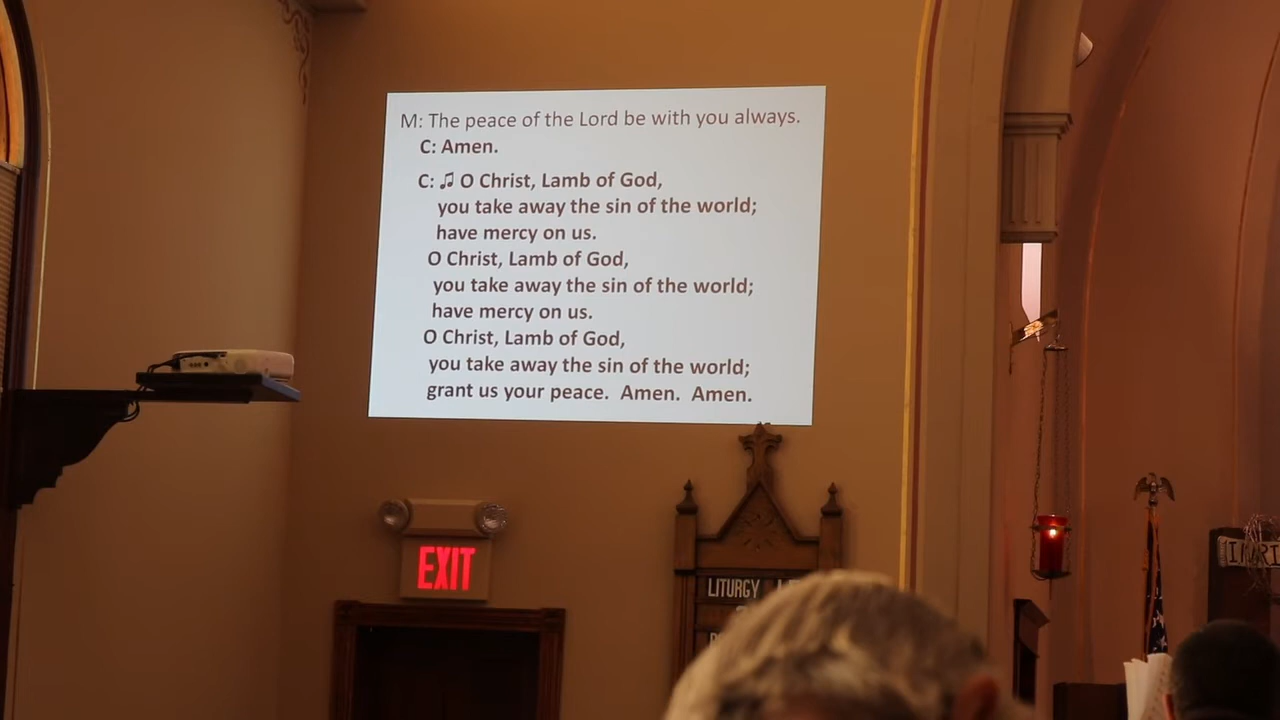 M: The peace of the Lord be with you always.
C: Amen.
C: ♫ O Christ, Lamb of God,
you take away the sin of the world;
have mercy on us.
O Christ, Lamb of God,
you take away the sin of the world;
have mercy on us.
O Christ, Lamb of God,
you take away the sin of the world;
grant us your peace. Amen. Amen.
EXIT
LITURGY